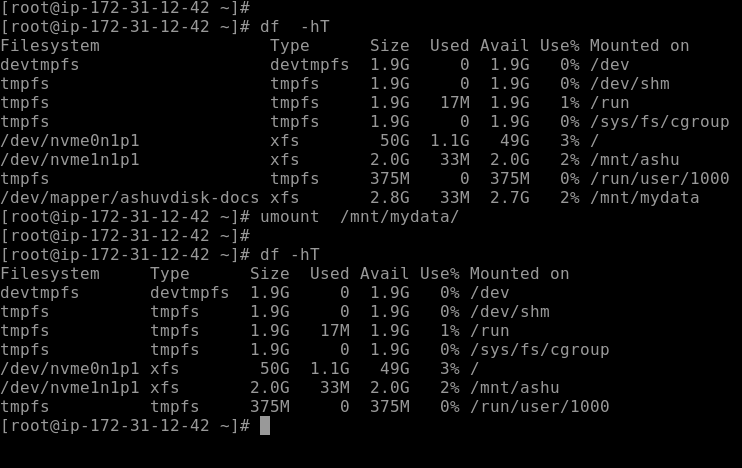 [root@ip-172-31-12-42 ~]#
[root@ip-172-31-12-42 ~]# df  -hT
Filesystem                 Type      Size  Used Avail Use% Mounted on
devtmpfs                   devtmpfs  1.9G     0  1.9G   0% /dev
tmpfs                      tmpfs     1.9G     0  1.9G   0% /dev/shm
tmpfs                      tmpfs     1.9G   17M  1.9G   1% /run
tmpfs                      tmpfs     1.9G     0  1.9G   0% /sys/fs/cgroup
/dev/nvme0n1p1             xfs        50G  1.1G   49G   3% /
/dev/nvme1n1p1             xfs       2.0G   33M  2.0G   2% /mnt/ashu
tmpfs                      tmpfs     375M     0  375M   0% /run/user/1000
/dev/mapper/ashuvdisk-docs xfs       2.8G   33M  2.7G   2% /mnt/mydata
[root@ip-172-31-12-42 ~]# umount  /mnt/mydata/
[root@ip-172-31-12-42 ~]#
[root@ip-172-31-12-42 ~]# df -hT
Filesystem     Type      Size  Used Avail Use% Mounted on
devtmpfs       devtmpfs  1.9G     0  1.9G   0% /dev
tmpfs          tmpfs     1.9G     0  1.9G   0% /dev/shm
tmpfs          tmpfs     1.9G   17M  1.9G   1% /run
tmpfs          tmpfs     1.9G     0  1.9G   0% /sys/fs/cgroup
/dev/nvme0n1p1 xfs        50G  1.1G   49G   3% /
/dev/nvme1n1p1 xfs       2.0G   33M  2.0G   2% /mnt/ashu
tmpfs          tmpfs     375M     0  375M   0% /run/user/1000
[root@ip-172-31-12-42 ~]#